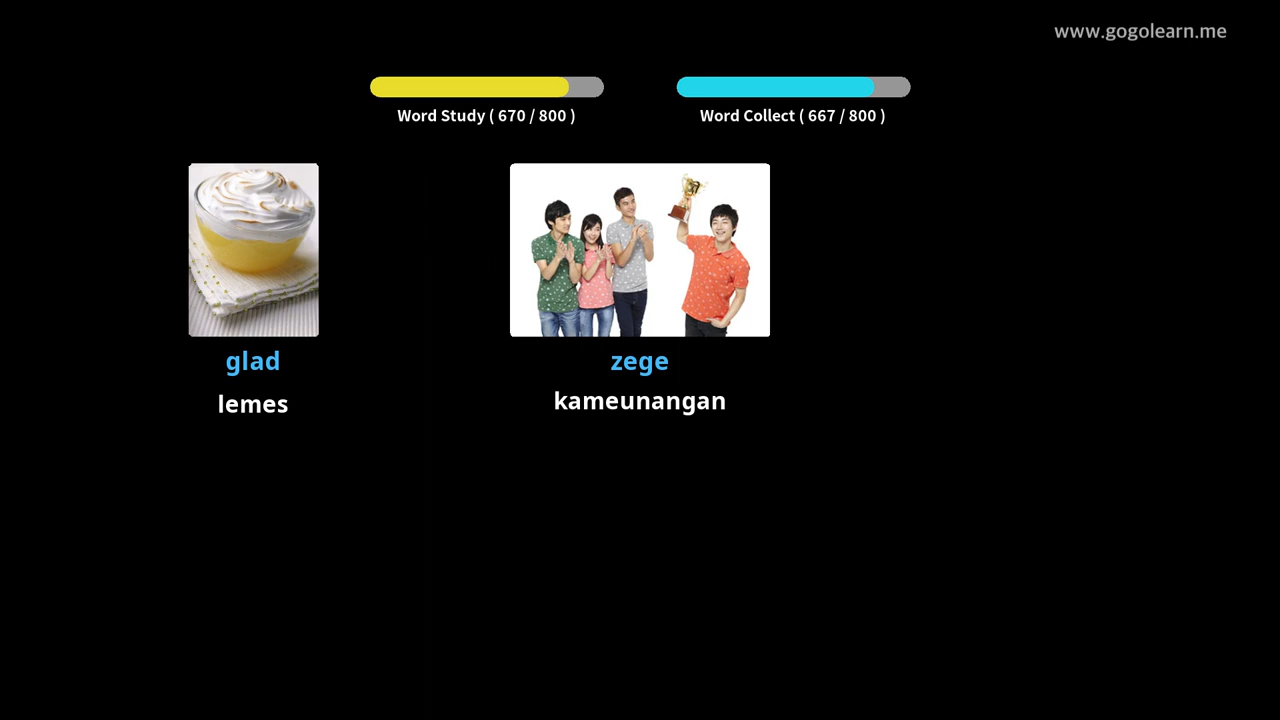 www.gogolearn.me
Word Study ( 670 / 800 )
Word Collect ( 667 / 800 )
glad
lemes
zege
kameunangan